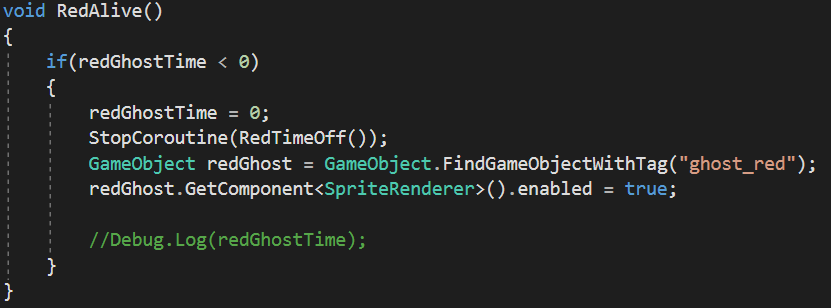 void RedAlive()
{
if(redGhostTime < 0)
{
redGhostTime = 0;
StopCoroutine(RedTimeOff());
GameObject redGhost = GameObject.FindGameObjectWithTag("ghost_red");
redGhost.GetComponent<SpriteRenderer>().enabled = true;
//Debug.Log(redGhostTime);
}
}